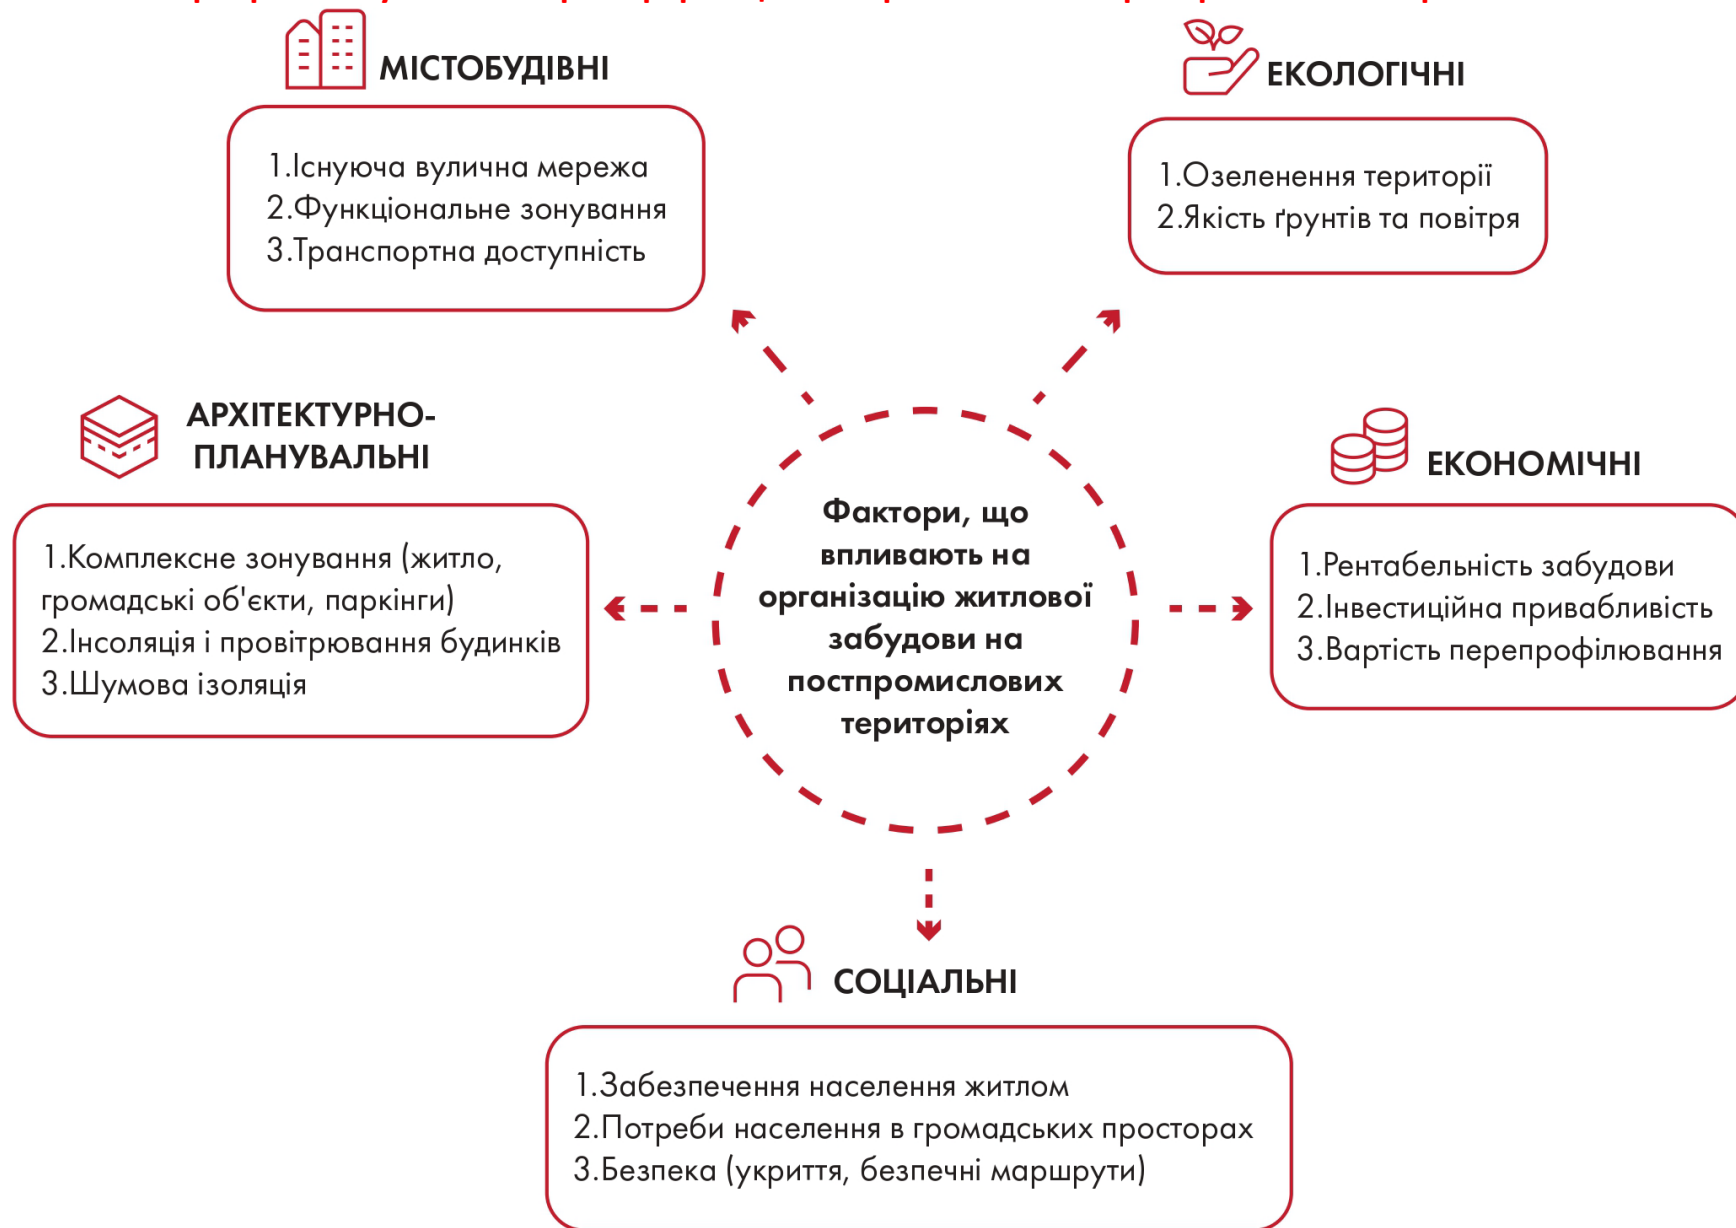 МІСТОБУДІВНІ
1.Існуюча вулична мережа
2.Функціональне зонування
3.Транспортна доступність
ЕКОЛОГІЧНІ
1.Озеленення території
2.Якість ґрунтів та повітря
АРХІТЕКТУРНО-
ПЛАНУВАЛЬНІ
1.Комплексне зонування (житло,
громадські об'єкти, паркінги)
2.Інсоляція і провітрювання будинків
3.Шумова ізоляція
Фактори, що
впливають на
організацію житлової
забудови на
постпромислових
територіях
ЕКОНОМІЧНІ
1.Рентабельність забудови
2.Інвестиційна привабливість
3.Вартість перепрофілювання
СОЦІАЛЬНІ
1.Забезпечення населення житлом
2.Потреби населення в громадських просторах
3.Безпека (укриття, безпечні маршрути)